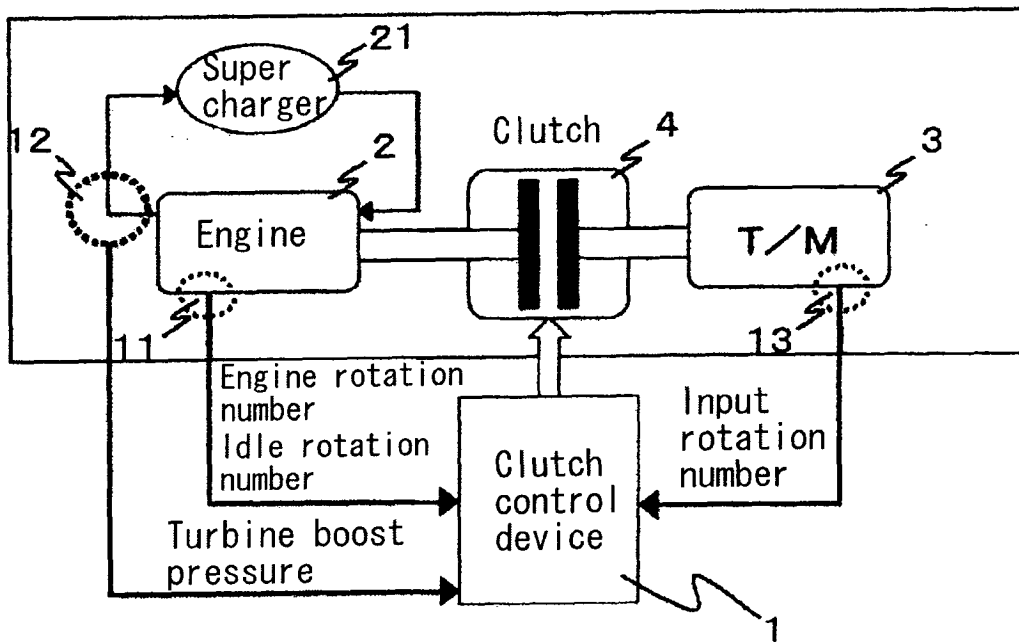 21
Super
charger
12
2
Clutch
4
3
Engine
T/M
11
13
Engine rotation
number
Idle rotation
number
Input
rotation
number
Clutch
control
device
Turbine boost
pressure
1